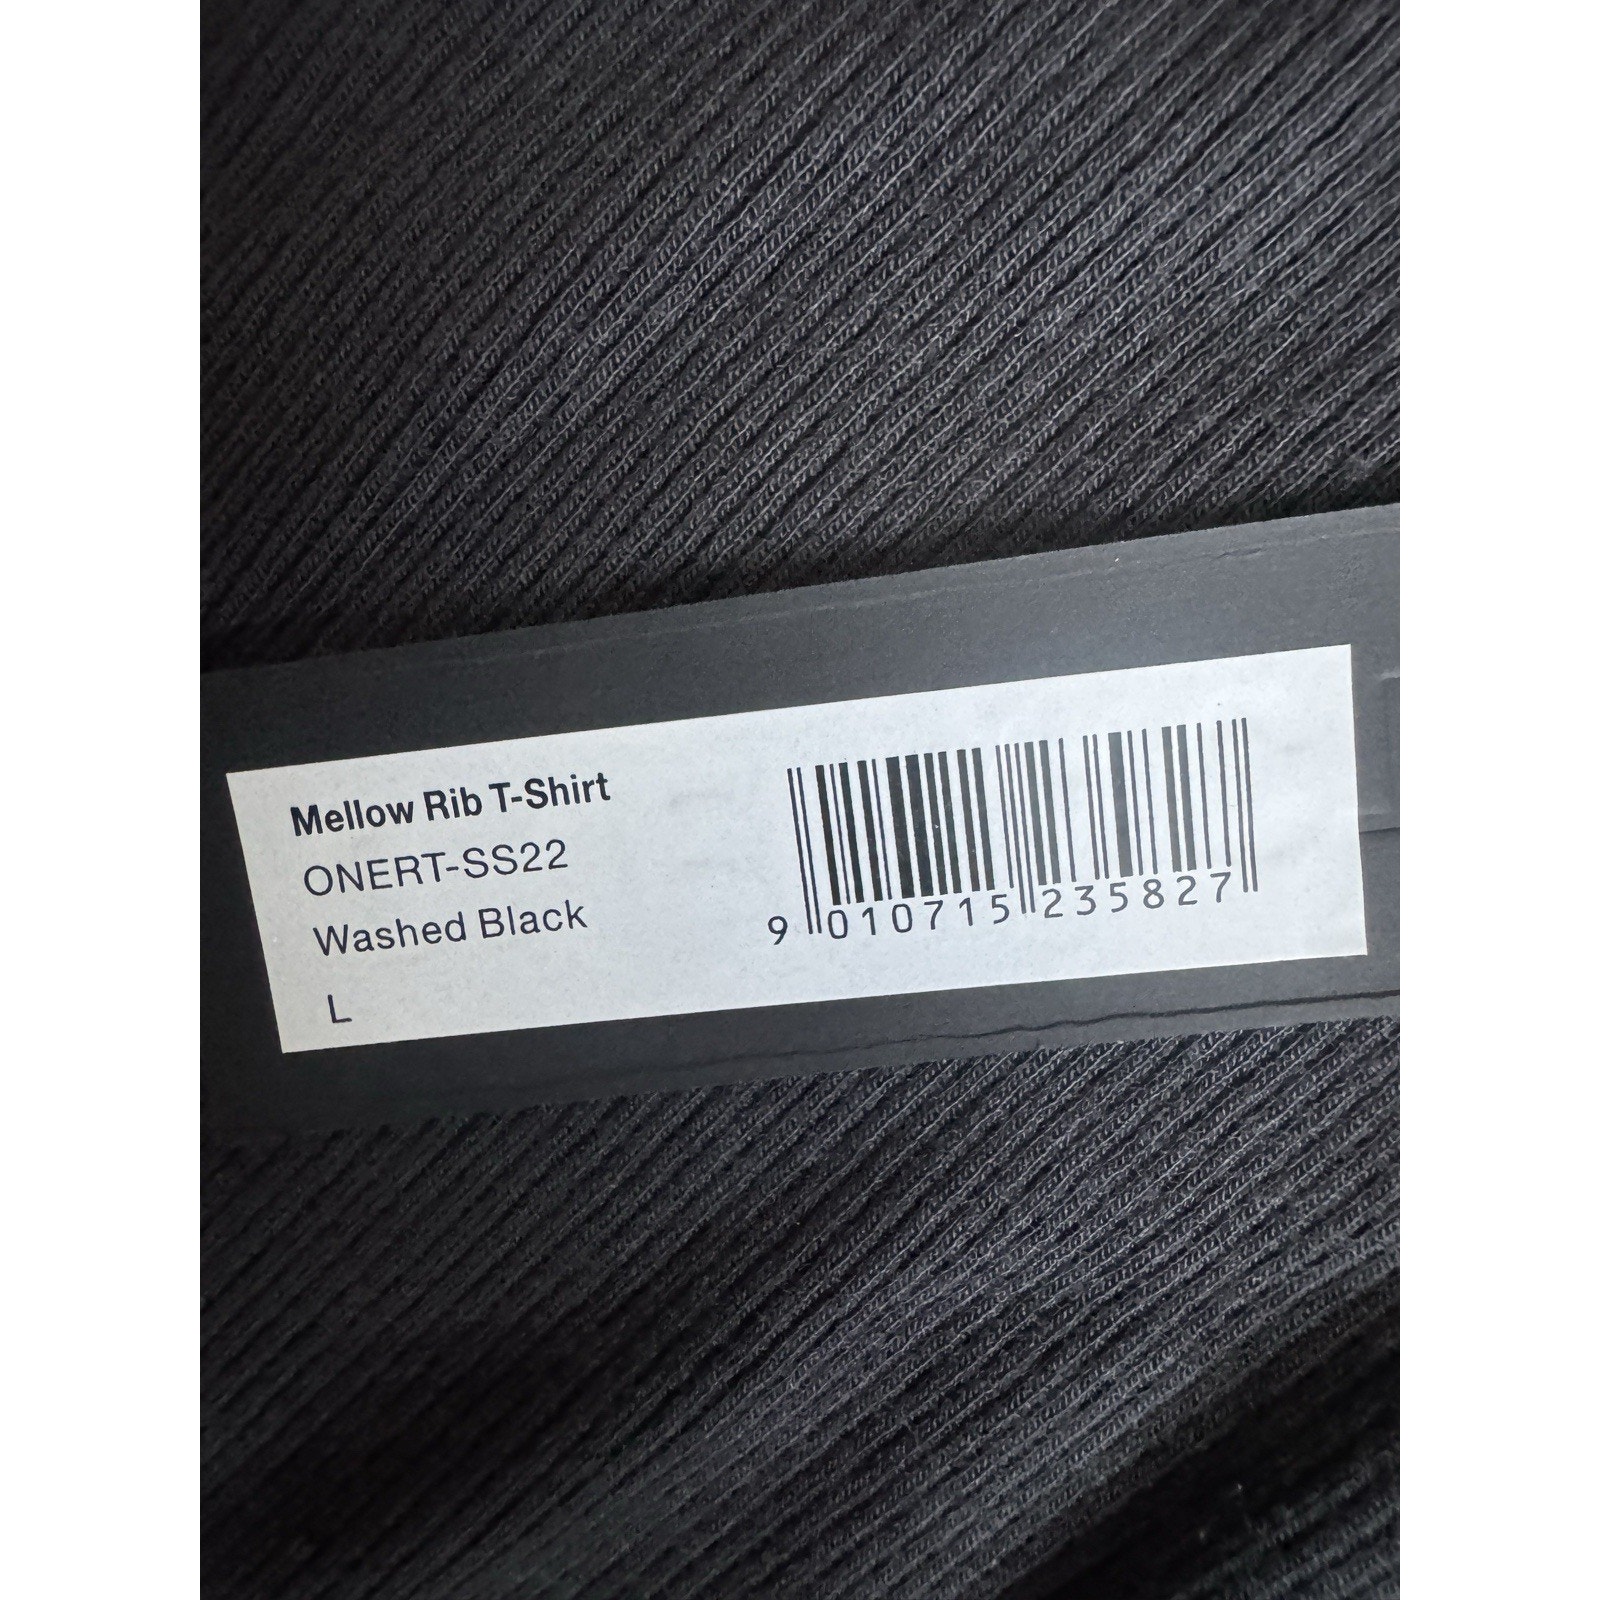 Mellow Rib T-Shirt
ONERT-SS22
Washed Black
L
9 010715 235827